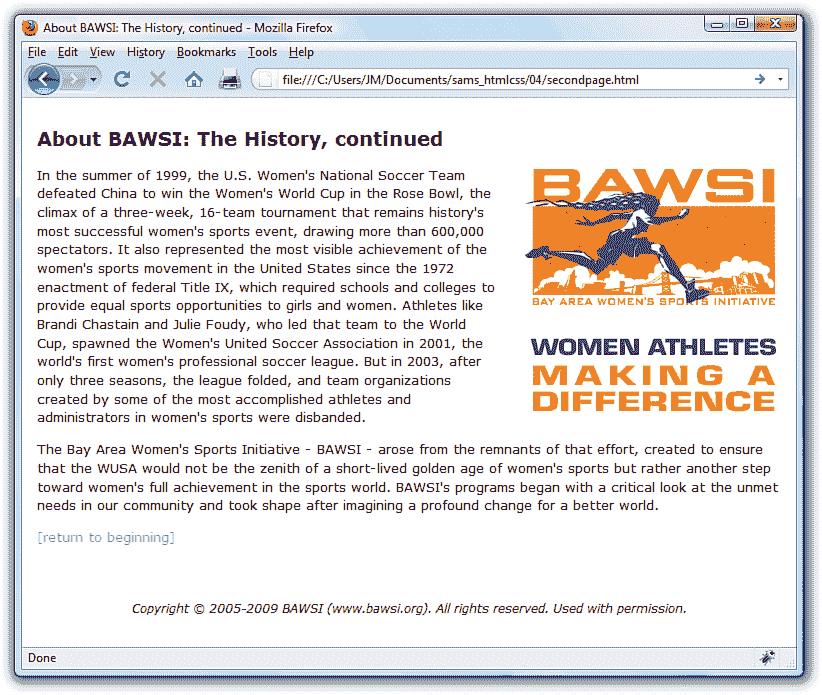 About BAWSI: The History, continued - Mozilla Firefox
File Edit View History Bookmarks Tools Help
file:///C:/Users/JM/Documents/sams_htmlcss/04/secondpage.html
About BAWSI: The History, continued
In the summer of 1999, the U.S. Women's National Soccer Team
defeated China to win the Women's World Cup in the Rose Bowl, the
climax of a three-week, 16-team tournament that remains history's
most successful women's sports event, drawing more than 600,000
spectators. It also represented the most visible achievement of the
women's sports movement in the United States since the 1972
enactment of federal Title IX, which required schools and colleges to
provide equal sports opportunities to girls and women. Athletes like
Brandi Chastain and Julie Foudy, who led that team to the World
Cup, spawned the Women's United Soccer Association in 2001, the
world's first women's professional soccer league. But in 2003, after
only three seasons, the league folded, and team organizations
created by some of the most accomplished athletes and
administrators in women's sports were disbanded.
BAWSI
BAY AREA WOMEN'S SPORTS INITIATIVE
WOMEN ATHLETES
MAKING A
DIFFERENCE
The Bay Area Women's Sports Initiative - BAWSI - arose from the remnants of that effort, created to ensure
that the WUSA would not be the zenith of a short-lived golden age of women's sports but rather another step
toward women's full achievement in the sports world. BAWSI's programs began with a critical look at the unmet
needs in our community and took shape after imagining a profound change for a better world.
[return to beginning]
Copyright © 2005-2009 BAWSI (www.bawsi.org). All rights reserved. Used with permission.
Done